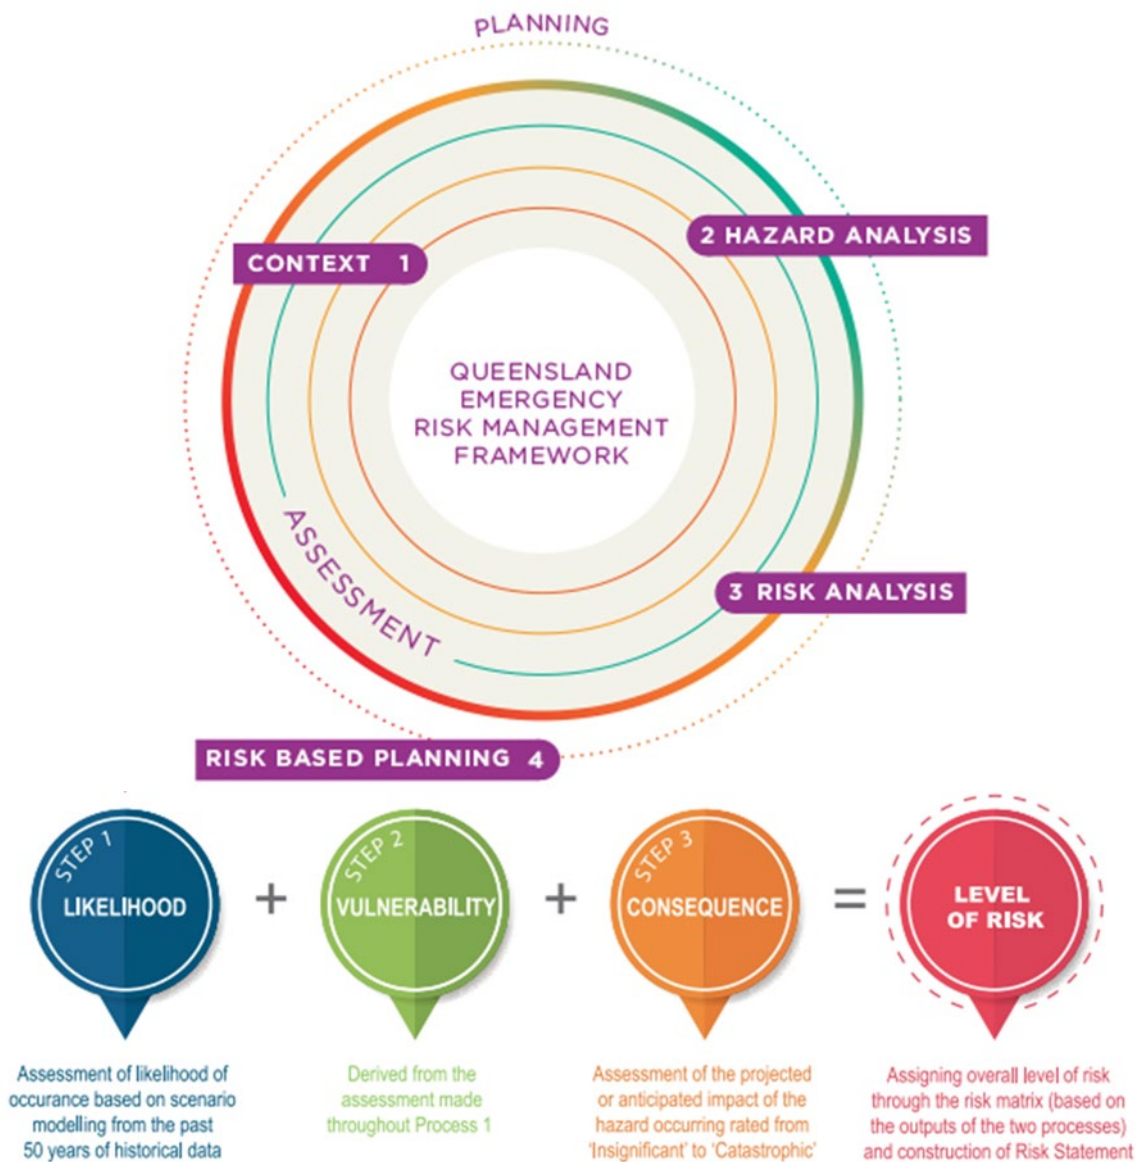 PLANNING
CONTEXT 1
2 HAZARD ANALYSIS
QUEENSLAND
EMERGENCY
RISK MANAGEMENT
FRAMEWORK
ASSESSMENT
3 RISK ANALYSIS
RISK BASED PLANNING 4
STEP 1
LIKELIHOOD
+
STEP 2
VULNERABILITY
+
STEP 3
CONSEQUENCE
=
LEVEL
OF RISK
Assessment of likelihood of
occurance based on scenario
modelling from the past
50 years of historical data
Derived from the
assessment made
throughout Process 1
Assessment of the projected
or anticipated impact of the
hazard occurring rated from
'Insignificant' to 'Catastrophic'
Assigning overall level of risk
through the risk matrix (based on
the outputs of the two processes)
and construction of Risk Statement